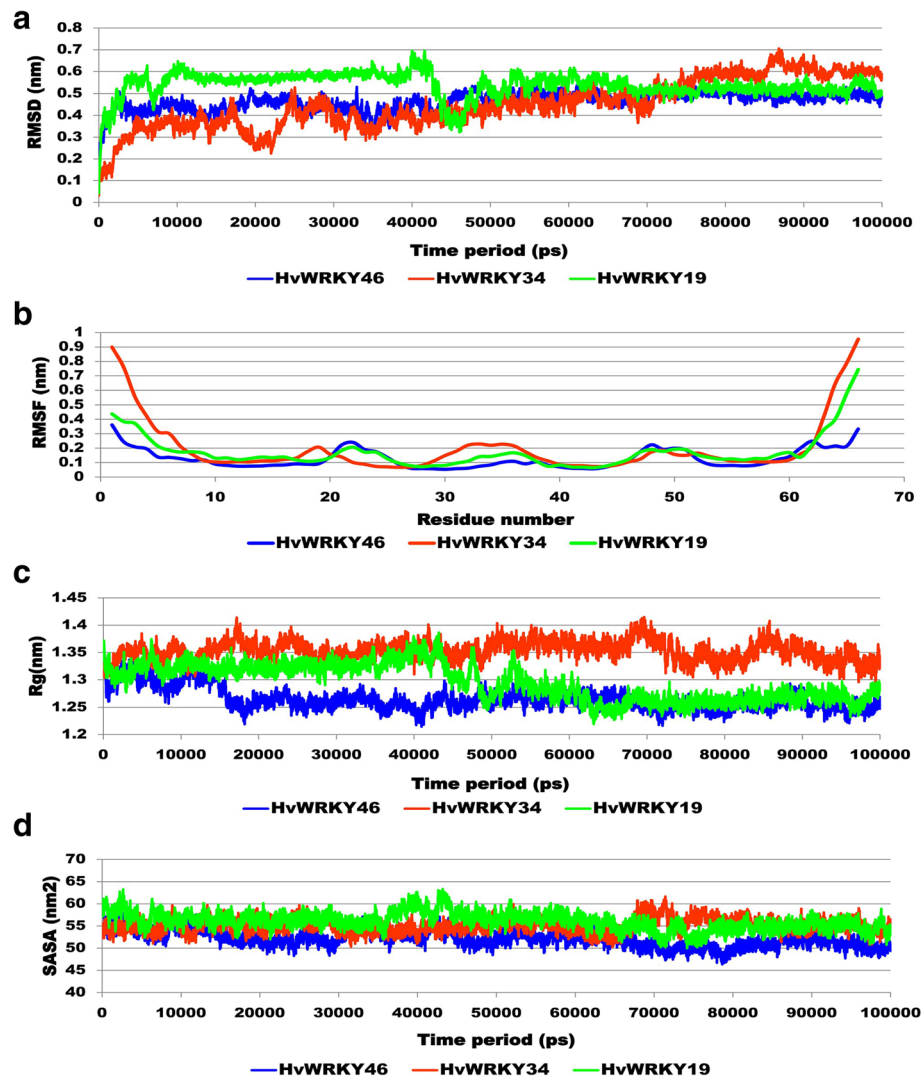 a
0.8
0.7
0.6
0.5
0.4
0.3
0.2
0.1
0
RMSD (nm)
0 10000 20000 30000 40000 50000 60000 70000 80000 90000 100000
Time period (ps)
HvWRKY46 HvWRKY34 HvWRKY19
b
1
0.9
0.8
0.7
0.6
0.5
0.4
0.3
0.2
0.1
0
RMSF (nm)
0 10 20 30 40 50 60 70
Residue number
HvWRKY46 HvWRKY34 HvWRKY19
c
1.45
1.4
1.35
1.3
1.25
1.2
Rg(nm)
0 10000 20000 30000 40000 50000 60000 70000 80000 90000 100000
Time period (ps)
HvWRKY46 HvWRKY34 HvWRKY19
d
70
65
60
55
50
45
40
SASA (nm2)
0 10000 20000 30000 40000 50000 60000 70000 80000 90000 100000
Time period (ps)
HvWRKY46 HvWRKY34 HvWRKY19